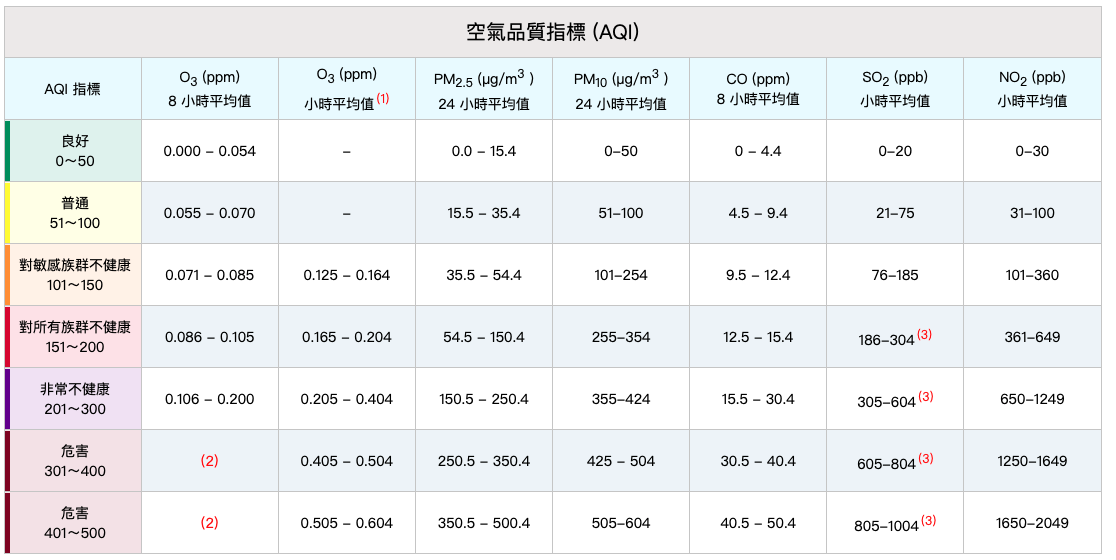 空氣品質指標 (AQI)
AQI 指標 O3 (ppm) 8 小時平均值 O3 (ppm) 小時平均值(1) PM2.5 (μg/m3 ) 24 小時平均值 PM10 (μg/m3 ) 24 小時平均值 CO (ppm) 8 小時平均值 SO2 (ppb) 小時平均值 NO2 (ppb) 小時平均值
良好 0～50 0.000 – 0.054 – 0.0 – 15.4 0–50 0 – 4.4 0–20 0–30
普通 51～100 0.055 – 0.070 – 15.5 – 35.4 51–100 4.5 – 9.4 21–75 31–100
對敏感族群不健康 101～150 0.071 – 0.085 0.125 – 0.164 35.5 – 54.4 101–254 9.5 – 12.4 76–185 101–360
對所有族群不健康 151～200 0.086 – 0.105 0.165 – 0.204 54.5 – 150.4 255–354 12.5 – 15.4 186–304(3) 361–649
非常不健康 201～300 0.106 – 0.200 0.205 – 0.404 150.5 – 250.4 355–424 15.5 – 30.4 305–604(3) 650–1249
危害 301～400 (2) 0.405 – 0.504 250.5 – 350.4 425 – 504 30.5 – 40.4 605–804(3) 1250–1649
危害 401～500 (2) 0.505 – 0.604 350.5 – 500.4 505–604 40.5 – 50.4 805–1004(3) 1650–2049